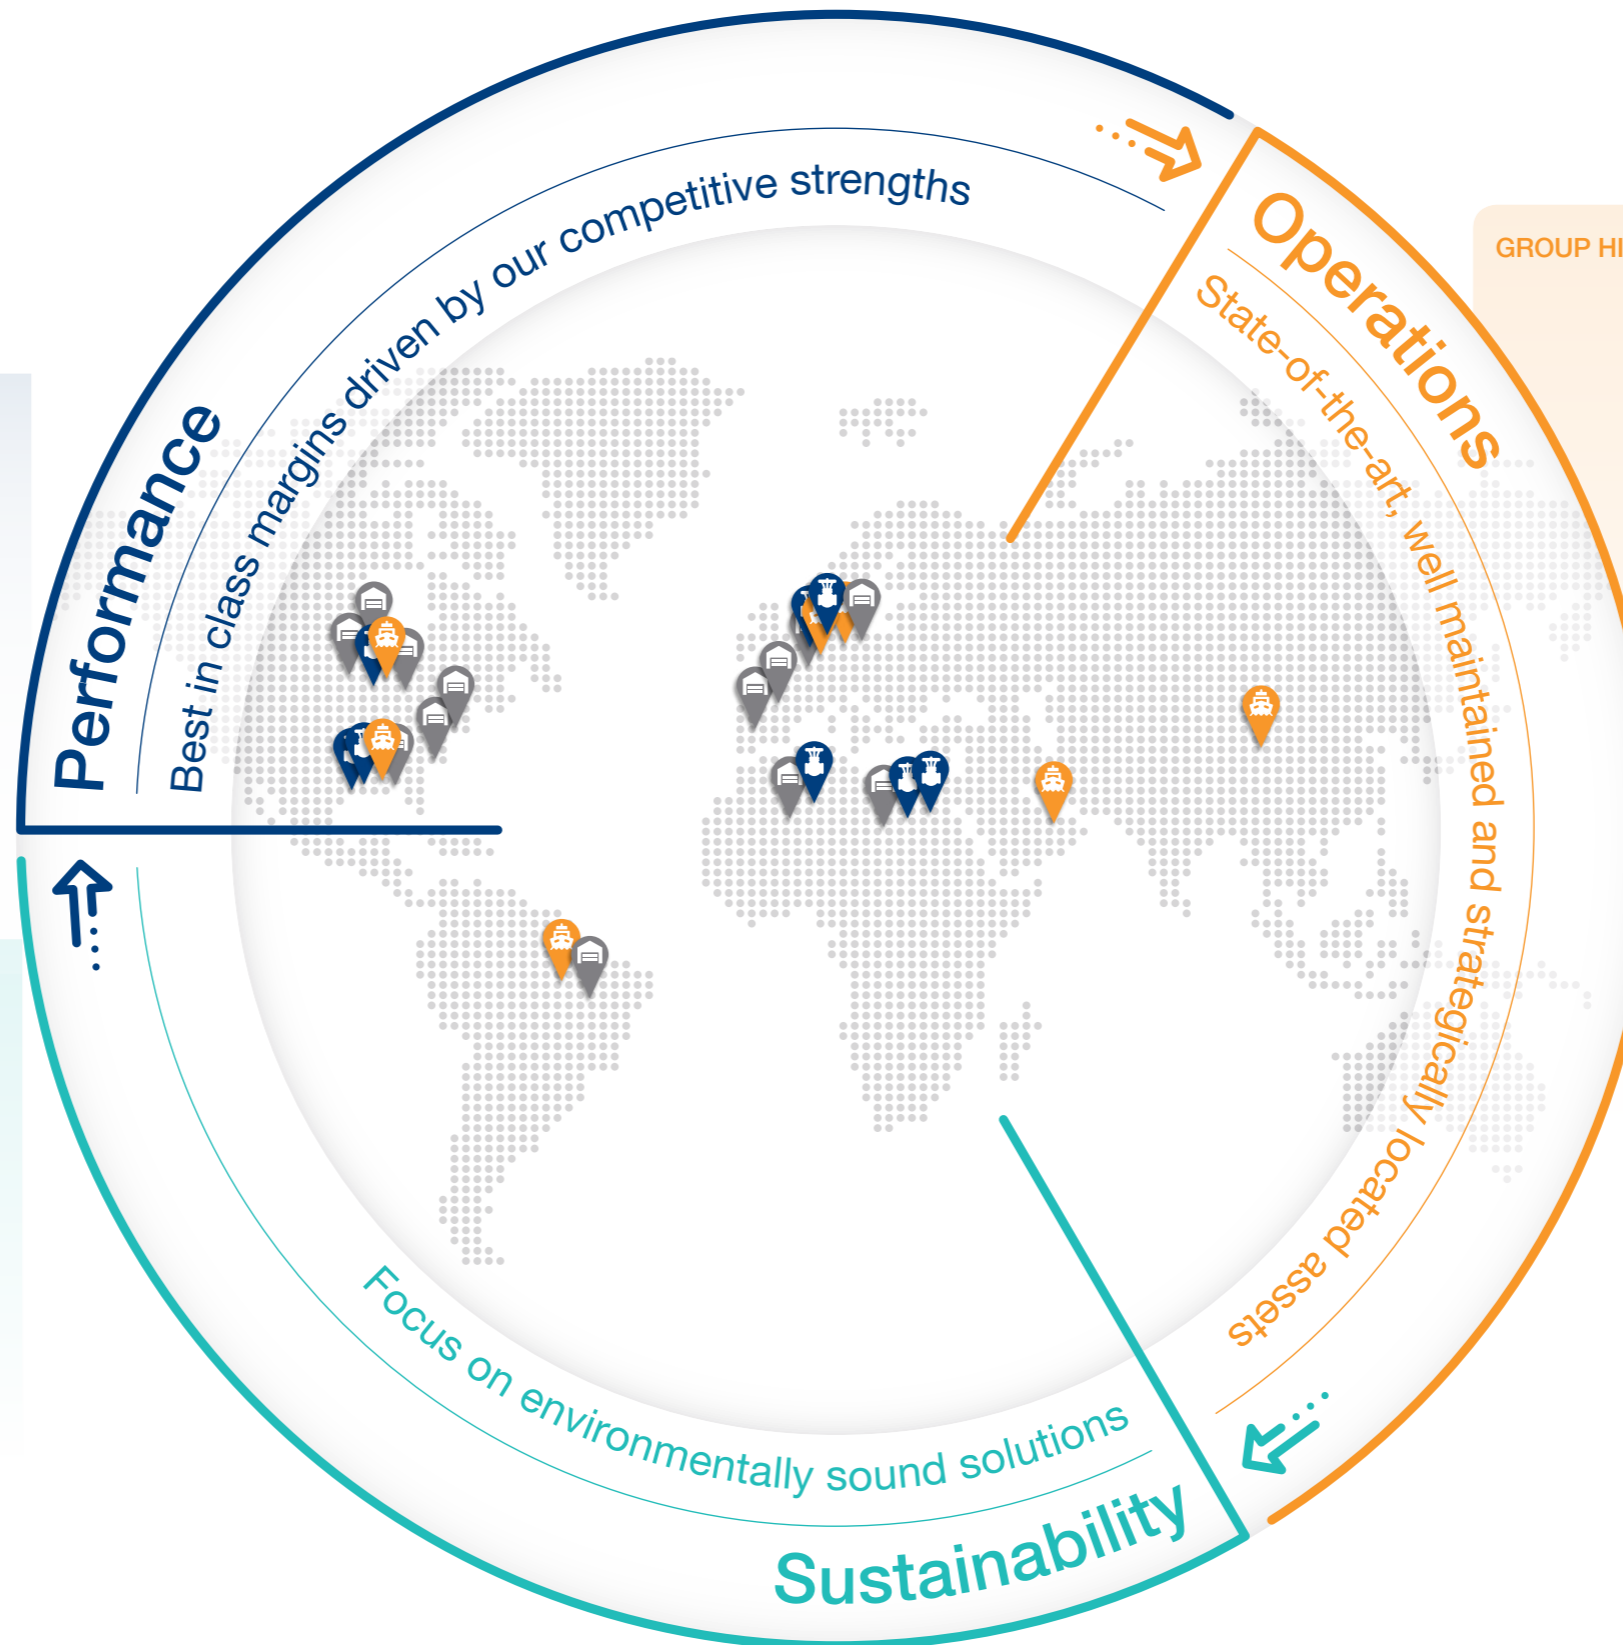 Performance
Best in class margins driven by our competitive strengths
Operations
State-of-the-art, well maintained and strategically located assets
GROUP HI
Focus on environmentally sound solutions
Sustainability